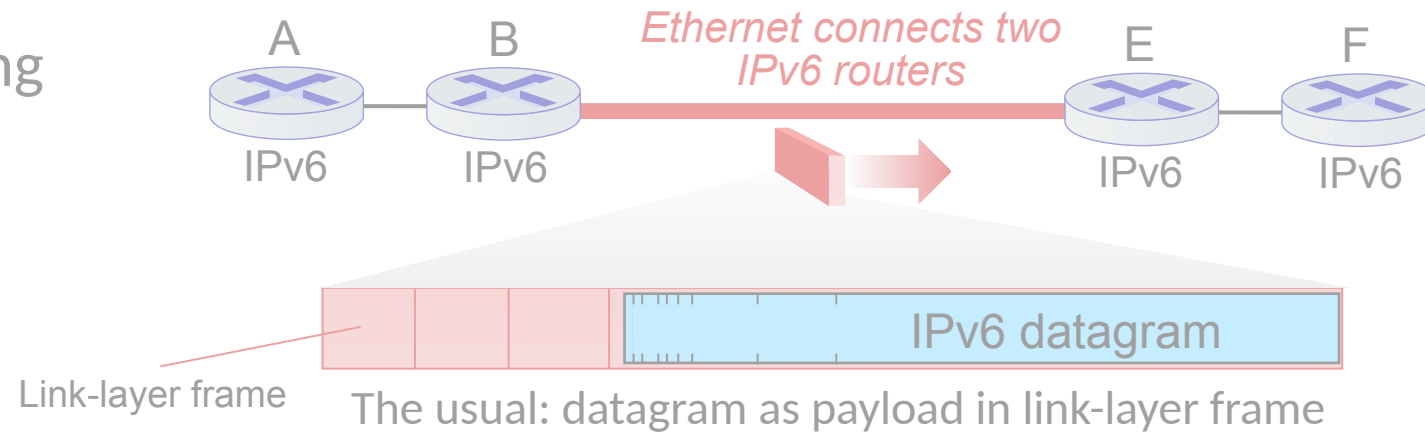 ng
A
B
Ethernet connects two
IPv6 routers
E
F
IPv6
IPv6
IPv6
IPv6
IPv6 datagram
Link-layer frame
The usual: datagram as payload in link-layer frame